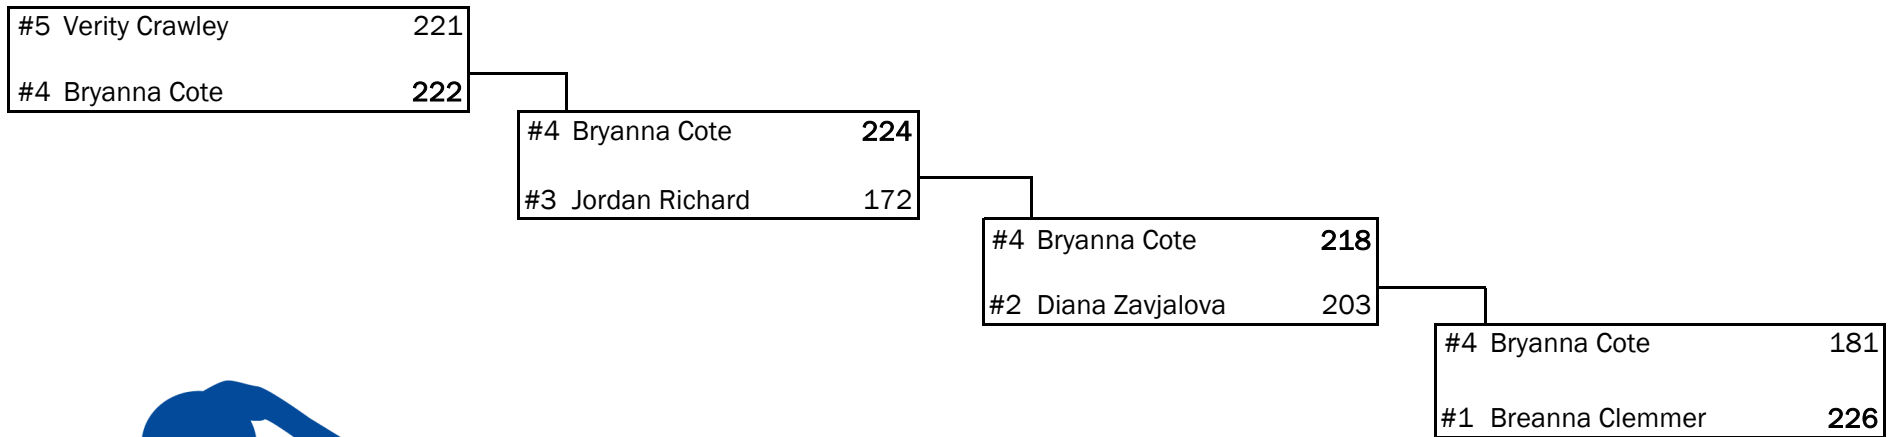 #5 Verity Crawley 221
#4 Bryanna Cote 222
#4 Bryanna Cote 224
#3 Jordan Richard 172
#4 Bryanna Cote 218
#2 Diana Zavjalova 203
#4 Bryanna Cote 181
#1 Breanna Clemmer 226